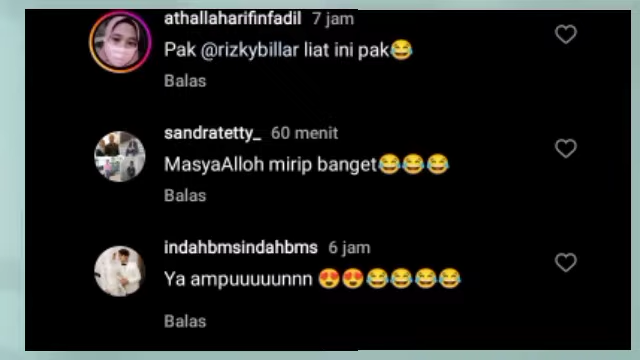 athallaharifinfadil 7 jam
Pak @rizkybillar liat ini pak😂
Balas
sandratetty_ 60 menit
MasyaAlloh mirip banget😂😂😂
Balas
indahbmsindahbms 6 jam
Ya ampuuuuunnn 😍😍😂😂😂😂
Balas